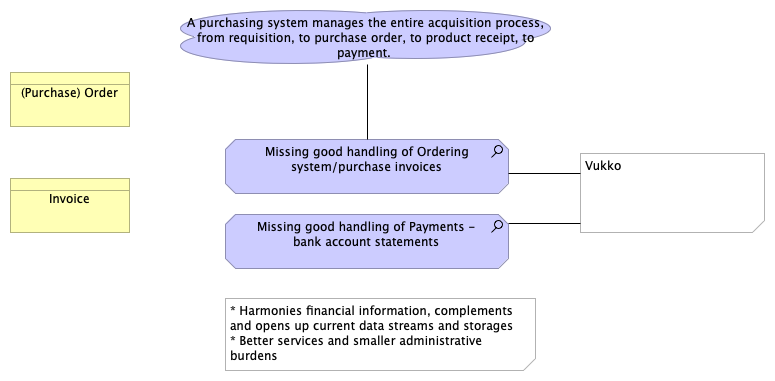 A purchasing system manages the entire acquisition process,
from requisition, to purchase order, to product receipt, to
payment.
(Purchase) Order
Missing good handling of Ordering
system/purchase invoices
Vukko
Invoice
Missing good handling of Payments –
bank account statements
* Harmonies financial information, complements
and opens up current data streams and storages
* Better services and smaller administrative
burdens